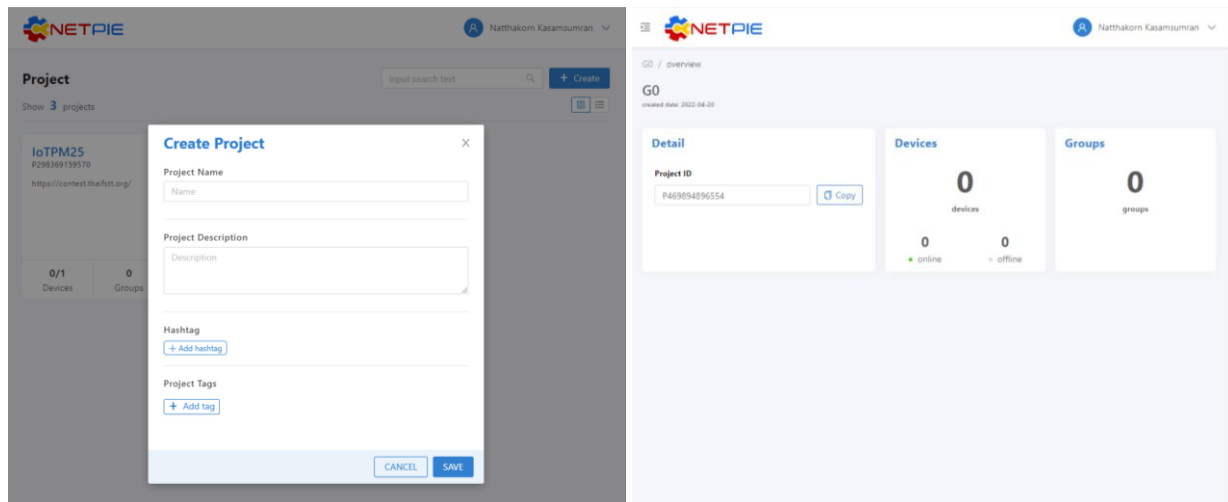 NETPIE
Natthakorn Kasamsumran
Project
input search text
+ Create
Show 3 projects
IoTPM25
P298369159570
https://contest.thaifstt.org/
0/1
Devices
0
Groups
Create Project
Project Name
Name
Project Description
Description
Hashtag
+ Add hashtag
Project Tags
+ Add tag
CANCEL
SAVE
NETPIE
Natthakorn Kasamsumran
G0 / overview
G0
created date: 2022-04-20
Detail
Project ID
P469894896554
Copy
Devices
0
devices
0
online
0
offline
Groups
0
groups